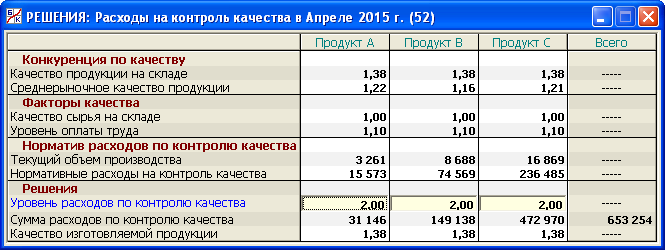 Б К РЕШЕНИЯ: Расходы на контроль качества в Апреле 2015 г. (52)
Продукт A Продукт B Продукт C Всего
Конкуренция по качеству
Качество продукции на складе 1,38 1,38 1,38 -----
Среднерыночное качество продукции 1,22 1,16 1,21 -----
Факторы качества
Качество сырья на складе 1,00 1,00 1,00 -----
Уровень оплаты труда 1,10 1,10 1,10 -----
Норматив расходов по контролю качества
Текущий объем производства 3 261 8 688 16 869 -----
Нормативные расходы на контроль качества 15 573 74 569 236 485 -----
Решения
Уровень расходов по контролю качества 2,00 2,00 2,00 -----
Сумма расходов по контролю качества 31 146 149 138 472 970 653 254
Качество изготовляемой продукции 1,38 1,38 1,38 -----